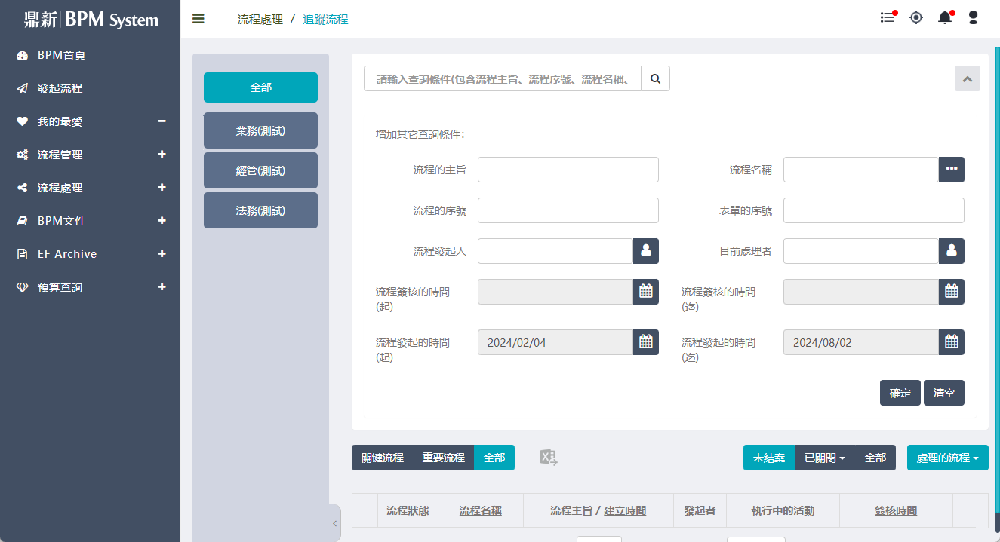 鼎新 BPM System
流程處理 / 追蹤流程
BPM首頁
發起流程
我的最愛
流程管理
流程處理
BPM文件
EF Archive
預算查詢
全部
業務(測試)
經管(測試)
法務(測試)
請輸入查詢條件(包含流程主旨、流程序號、流程名稱、
增加其它查詢條件:
流程的主旨
流程名稱
流程的序號
表單的序號
流程發起人
目前處理者
流程簽核的時間
(起)
流程簽核的時間
(迄)
流程發起的時間
(起)
2024/02/04
流程發起的時間
(迄)
2024/08/02
確定 清空
關鍵流程 重要流程 全部
未結案 已關閉 全部 處理的流程
流程狀態 流程名稱 流程主旨 / 建立時間 發起者 執行中的活動 簽核時間